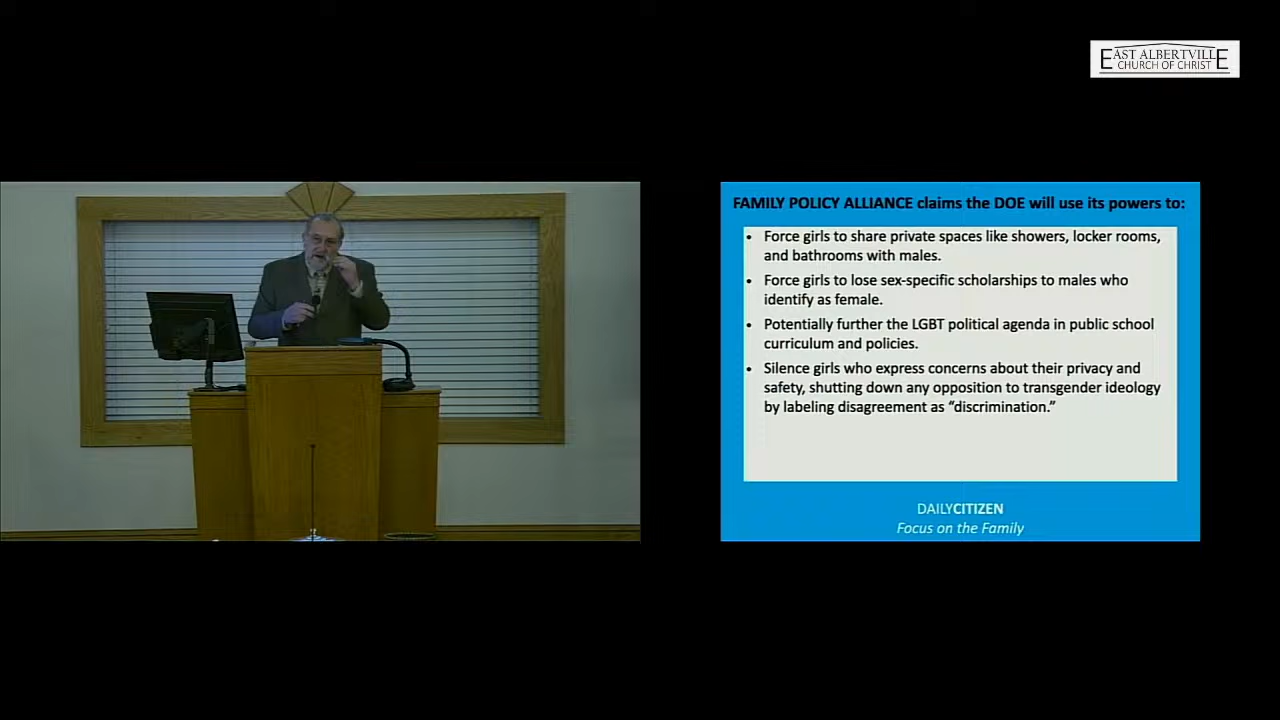 EAST ALBERTVILLE
CHURCH OF CHRIST
FAMILY POLICY ALLIANCE claims the DOE will use its powers to:
• Force girls to share private spaces like showers, locker rooms,
and bathrooms with males.
• Force girls to lose sex-specific scholarships to males who
identify as female.
• Potentially further the LGBT political agenda in public school
curriculum and policies.
• Silence girls who express concerns about their privacy and
safety, shutting down any opposition to transgender ideology
by labeling disagreement as “discrimination.”
DAILYCITIZEN
Focus on the Family